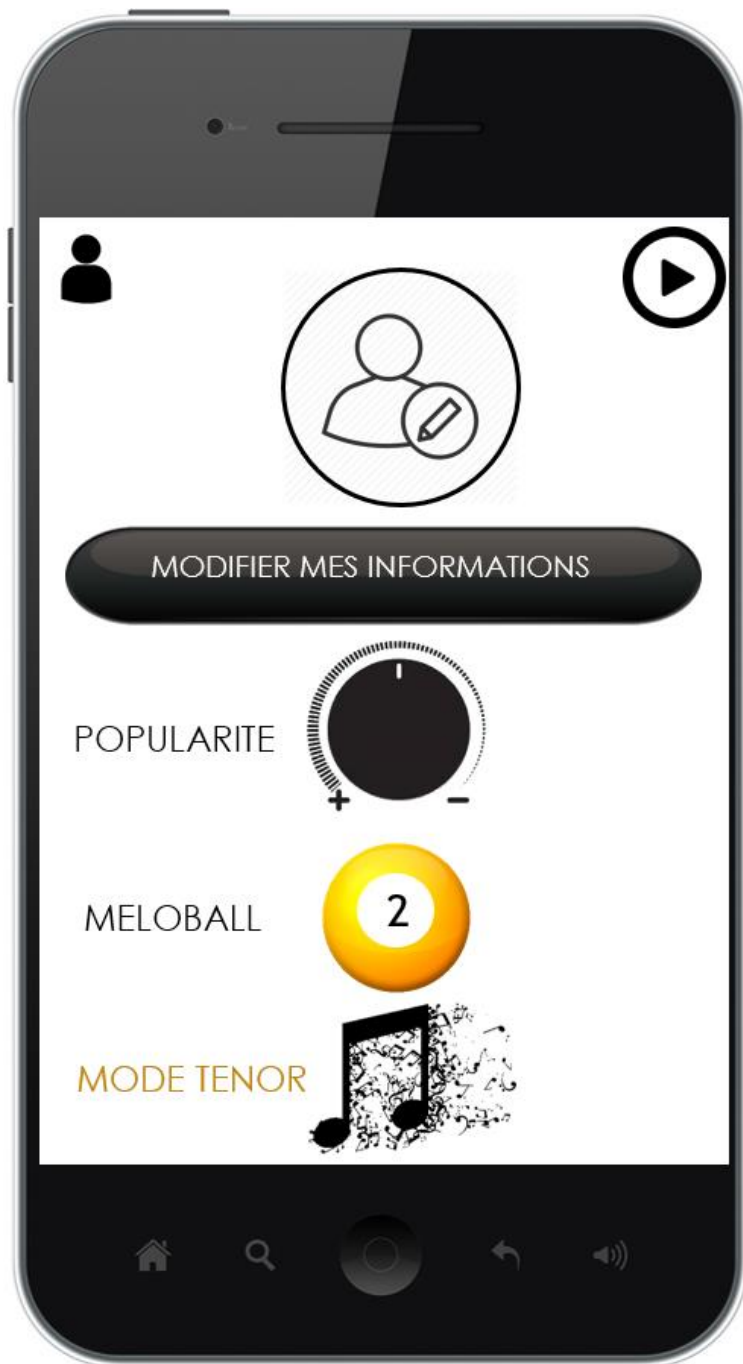 MODIFIER MES INFORMATIONS
POPULARITE
+ -
MELOBALL
2
MODE TENOR